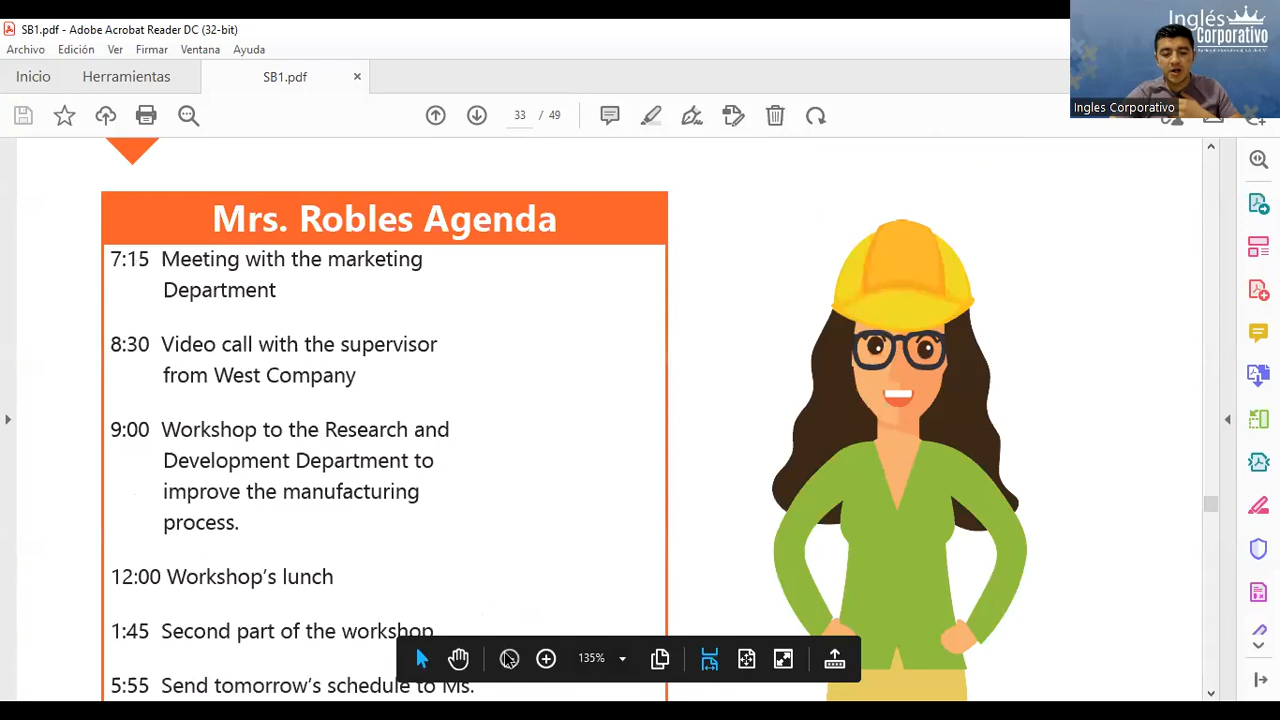 SB1.pdf - Adobe Acrobat Reader DC (32-bit)
Archivo Edición Ver Firmar Ventana Ayuda
Inicio Herramientas SB1.pdf ×
33 / 49
Inglés
Corporativo
Ingles Corporativo
Mrs. Robles Agenda
7:15 Meeting with the marketing
Department
8:30 Video call with the supervisor
from West Company
9:00 Workshop to the Research and
Development Department to
improve the manufacturing
process.
12:00 Workshop's lunch
1:45 Second part of the workshop
5:55 Send tomorrow's schedule to Ms.
135%